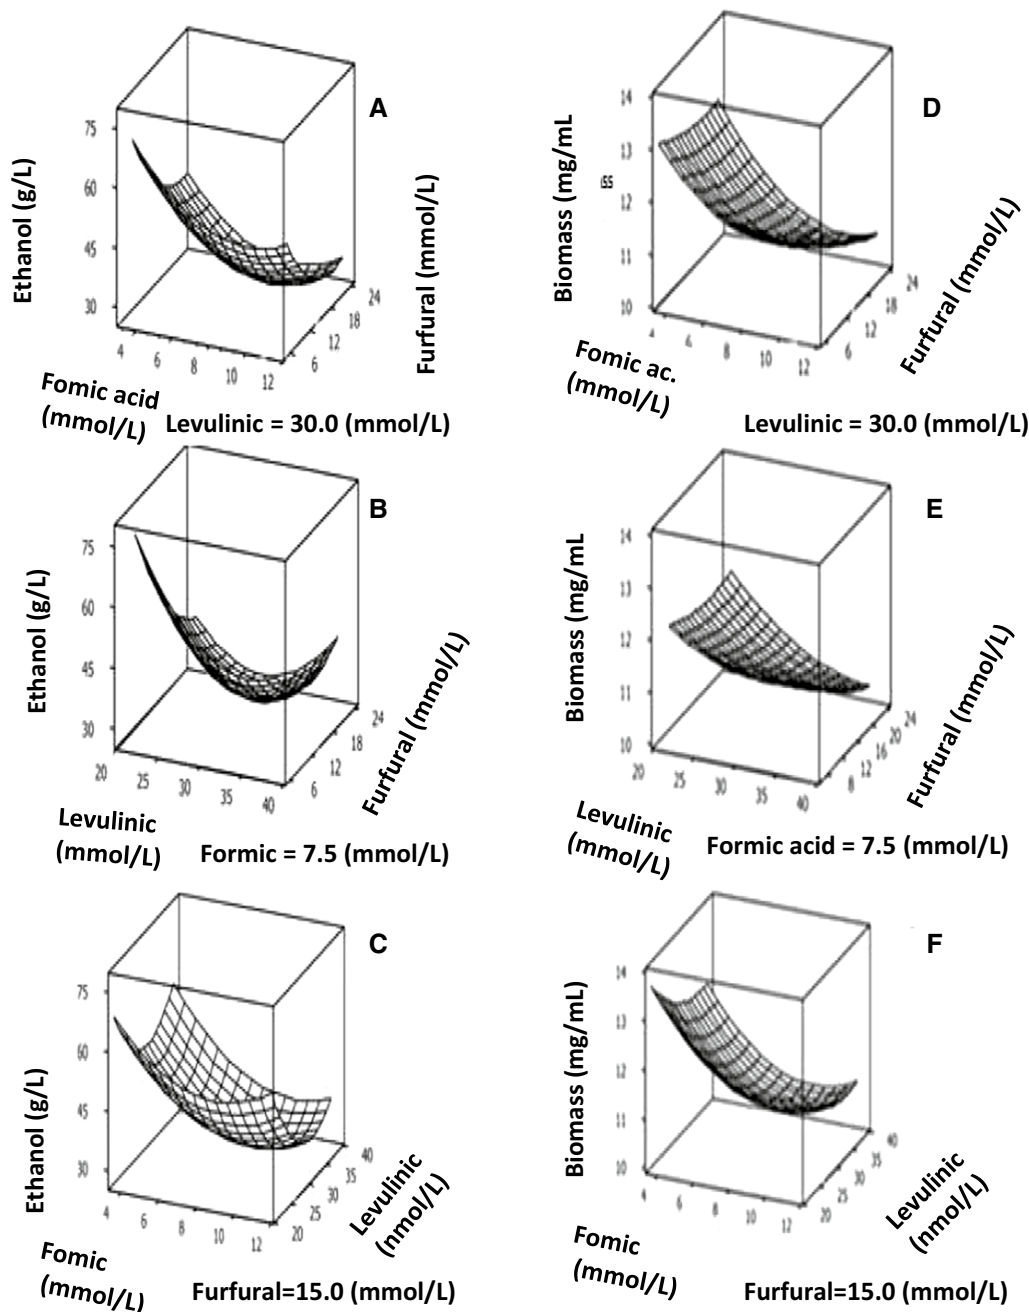 A
Ethanol (g/L)
75
60
45
30
4 6 8 10 12
6 12 18 24
Furfural (mmol/L)
Fomic acid
(mmol/L)
Levulinic = 30.0 (mmol/L)
D
Biomass (mg/mL
ss
14
13
12
11
10
4 6 8 10 12
6 12 18 24
Furfural (mmol/L)
Fomic ac.
(mmol/L)
Levulinic = 30.0 (mmol/L)
B
Ethanol (g/L)
75
60
45
30
20 25 30 35 40
6 12 18 24
Furfural (mmol/L)
Levulinic
(mmol/L)
Formic = 7.5 (mmol/L)
E
Biomass (mg/mL
14
13
12
11
10
20 25 30 35 40
8 12 16 20 24
Furfural (mmol/L)
Levulinic
(mmol/L)
Formic acid = 7.5 (mmol/L)
C
Ethanol (g/L)
75
60
45
30
4 6 8 10 12
20 25 30 35 40
Levulinic
(nmol/L)
Fomic
(mmol/L)
Furfural=15.0 (mmol/L)
F
Biomass (mg/mL)
14
13
12
11
10
4 6 8 10 12
20 25 30 35 40
Levulinic
(nmol/L)
Fomic
(mmol/L)
Furfural=15.0 (mmol/L)